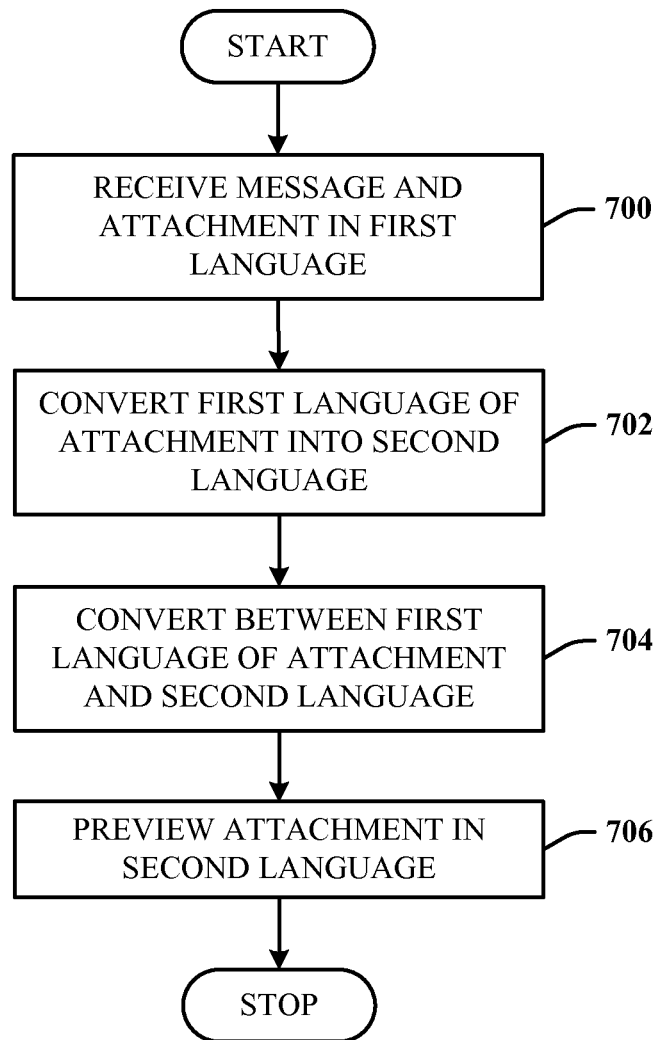 START
RECEIVE MESSAGE AND
ATTACHMENT IN FIRST
LANGUAGE
700
CONVERT FIRST LANGUAGE OF
ATTACHMENT INTO SECOND
LANGUAGE
702
CONVERT BETWEEN FIRST
LANGUAGE OF ATTACHMENT
AND SECOND LANGUAGE
704
PREVIEW ATTACHMENT IN
SECOND LANGUAGE
706
STOP